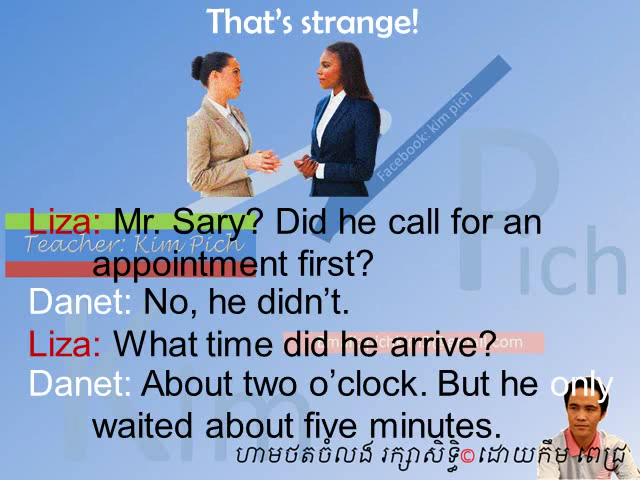 That's strange!
Facebook: kim pich
Liza: Mr. Sary? Did he call for an
Teacher: Kim Pich
appointment first?
Pich
Danet: No, he didn't.
Liza: What time did he arrive?
Danet: About two o'clock. But he only
Kim
waited about five minutes.
ហាមថតចំលង រក្សាសិទ្ធិ©ដោយកឹម ពេជ្រ